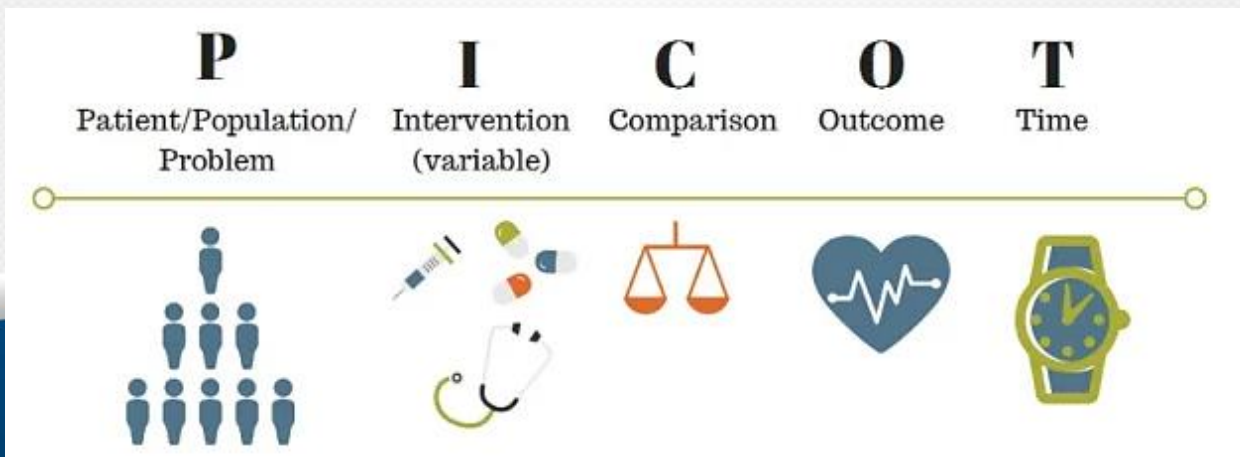 P
Patient/Population/
Problem
I
Intervention
(variable)
C
Comparison
O
Outcome
T
Time